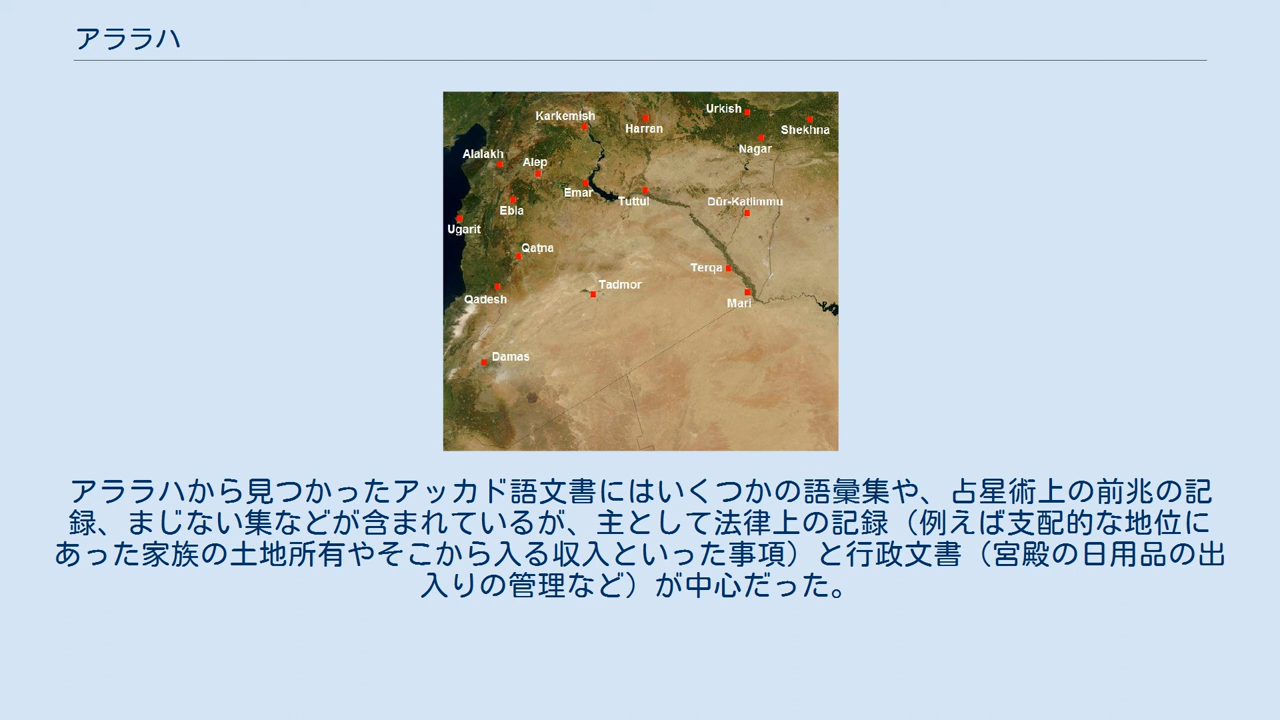 アララハ
Urkish
Karkemish
Harran
Shekhna
Nagar
Alalakh
Alep
Emar
Tuttul
Dūr-Katlimmu
Ebla
Ugarit
Qatna
Terqa
Tadmor
Qadesh
Mari
Damas
アララハから見つかったアッカド語文書にはいくつかの語彙集や、占星術上の前兆の記
録、まじない集などが含まれているが、主として法律上の記録（例えば支配的な地位に
あった家族の土地所有やそこから入る収入といった事項）と行政文書（宮殿の日用品の出
入りの管理など）が中心だった。